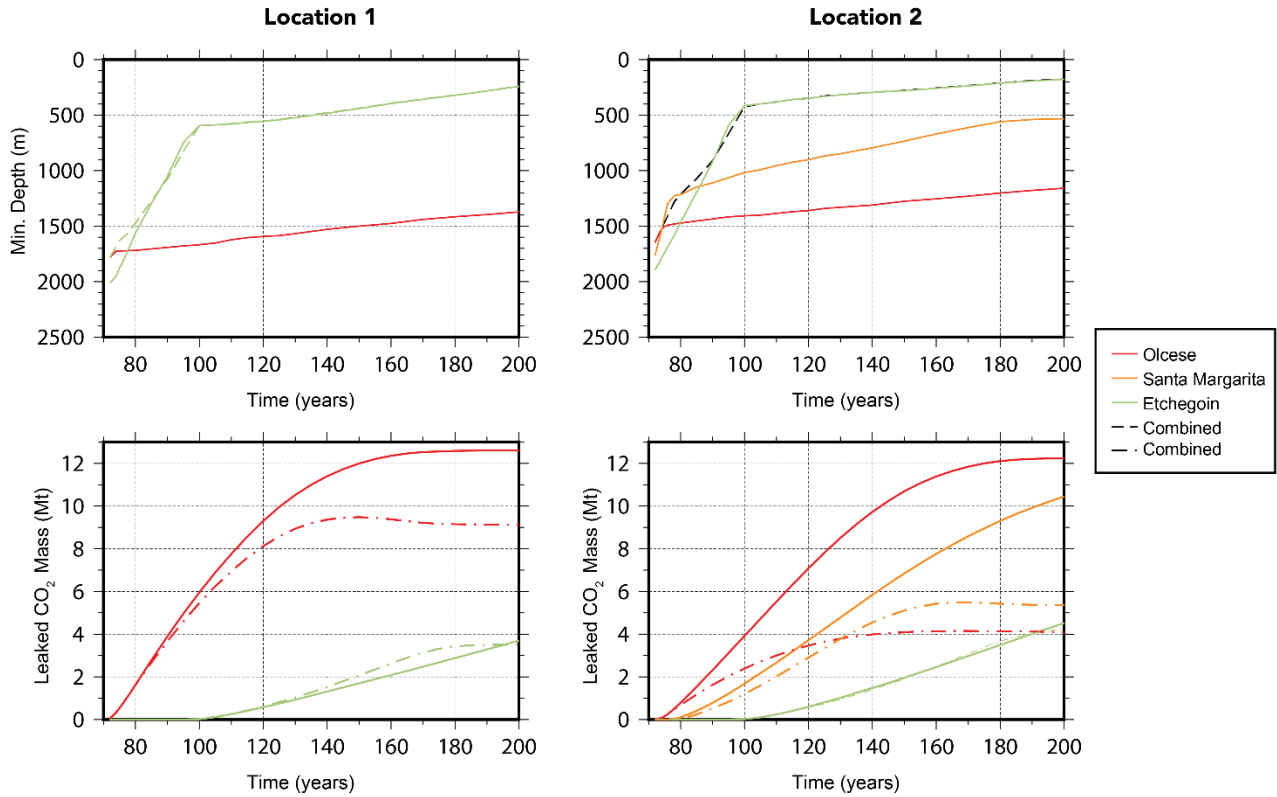 Location 1
Location 2
Min. Depth (m)
0
500
1000
1500
2000
2500
80 100 120 140 160 180 200
Time (years)
0
500
1000
1500
2000
2500
80 100 120 140 160 180 200
Time (years)
Olcese
Santa Margarita
Etchegoin
Combined
Combined
Leaked CO₂ Mass (Mt)
12
10
8
6
4
2
0
80 100 120 140 160 180 200
Time (years)
Leaked CO₂ Mass (Mt)
12
10
8
6
4
2
0
80 100 120 140 160 180 200
Time (years)